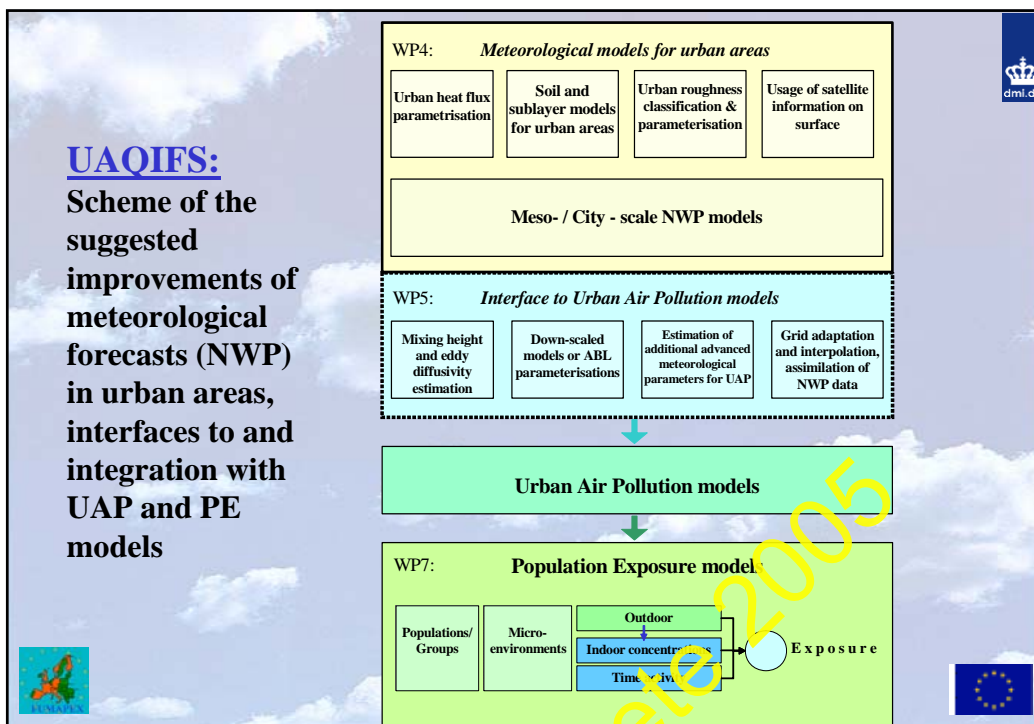 UAQIFS:
Scheme of the
suggested
improvements of
meteorological
forecasts (NWP)
in urban areas,
interfaces to and
integration with
UAP and PE
models
WP4: Meteorological models for urban areas
Urban heat flux
parametrisation
Soil and
sublayer models
for urban areas
Urban roughness
classification &
parameterisation
Usage of satellite
information on
surface
Meso- / City - scale NWP models
WP5: Interface to Urban Air Pollution models
Mixing height
and eddy
diffusivity
estimation
Down-scaled
models or ABL
parameterisations
Estimation of
additional advanced
meteorological
parameters for UAP
Grid adaptation
and interpolation,
assimilation of
NWP data
Urban Air Pollution models
WP7: Population Exposure models
Populations/
Groups
Micro-
environments
Outdoor
Indoor concentrations
Time activity
Exposure
ete 2005
dmi.d
FUMAPEX